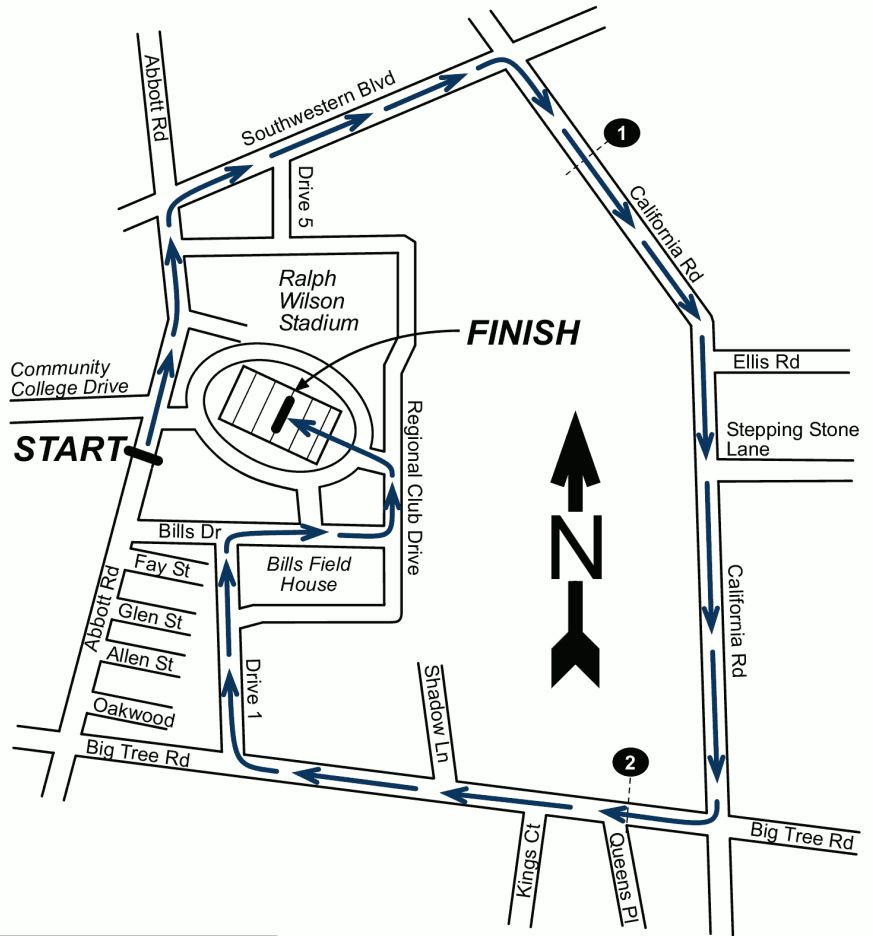 Abbott Rd
Southwestern Blvd
1
California Rd
Drive 5
Ralph
Wilson
Stadium
FINISH
Community
College Drive
Ellis Rd
START
Regional Club Drive
Stepping Stone
Lane
Bills Dr
N
Fay St
Bills Field
House
Abbott Rd
Glen St
California Rd
Allen St
Drive 1
Shadow Ln
Oakwood
Big Tree Rd
2
Big Tree Rd
Kings Ct
Queens Pl